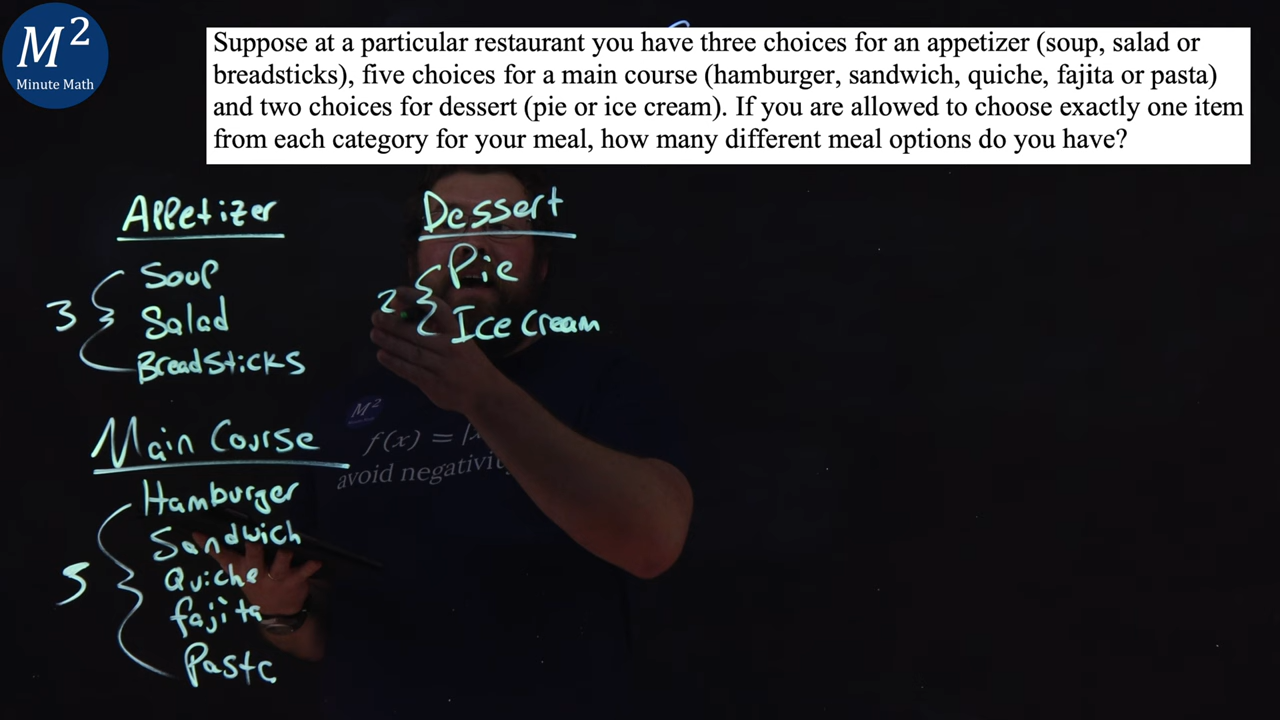 M²
Minute Math
Suppose at a particular restaurant you have three choices for an appetizer (soup, salad or
breadsticks), five choices for a main course (hamburger, sandwich, quiche, fajita or pasta)
and two choices for dessert (pie or ice cream). If you are allowed to choose exactly one item
from each category for your meal, how many different meal options do you have?
Appetizer
Soup
3
Salad
Breadsticks
Dessert
Pie
2
Ice Cream
Main Course
Hamburger
Sandwich
5
Quiche
fajita
Pasta
M²
f(x) =
avoid